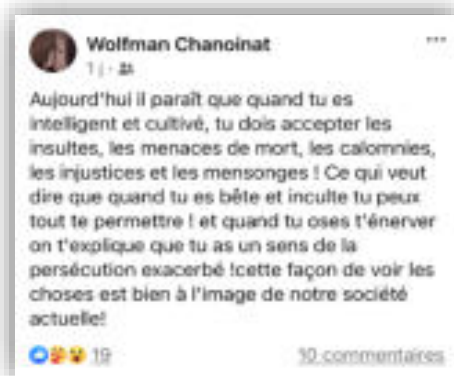 Wolfman Chanoinat
1 j ·
Aujourd'hui il paraît que quand tu es
intelligent et cultivé, tu dois accepter les
insultes, les menaces de mort, les calomnies,
les injustices et les mensonges ! Ce qui veut
dire que quand tu es bête et inculte tu peux
tout te permettre ! et quand tu oses t'énerver
on t'explique que tu as un sens de la
persécution exacerbé !cette façon de voir les
choses est bien à l'image de notre société
actuelle!
19 10 commentaires